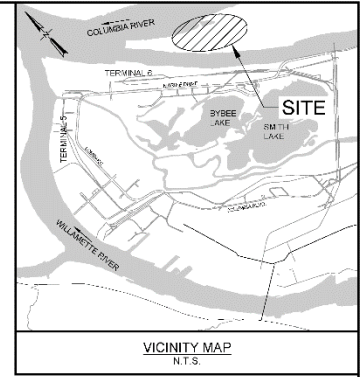 COLUMBIA RIVER
TERMINAL 6
SITE
BYBEE
LAKE
SMITH
LAKE
TERMINAL 5
WILLAMETTE RIVER
VICINITY MAP
N.T.S.